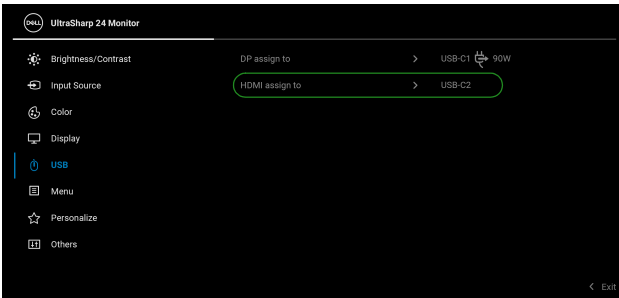 DELL UltraSharp 24 Monitor
Brightness/Contrast DP assign to > USB-C1 90W
Input Source HDMI assign to > USB-C2
Color
Display
USB
Menu
Personalize
Others
< Exit